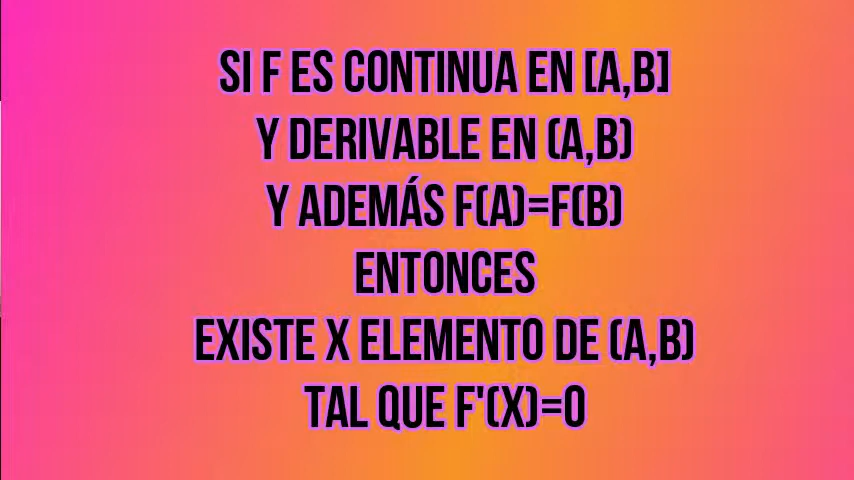 SI F ES CONTINUA EN [A,B]
Y DERIVABLE EN (A,B)
Y ADEMÁS F(A)=F(B)
ENTONCES
EXISTE X ELEMENTO DE (A,B)
TAL QUE F'(X)=0